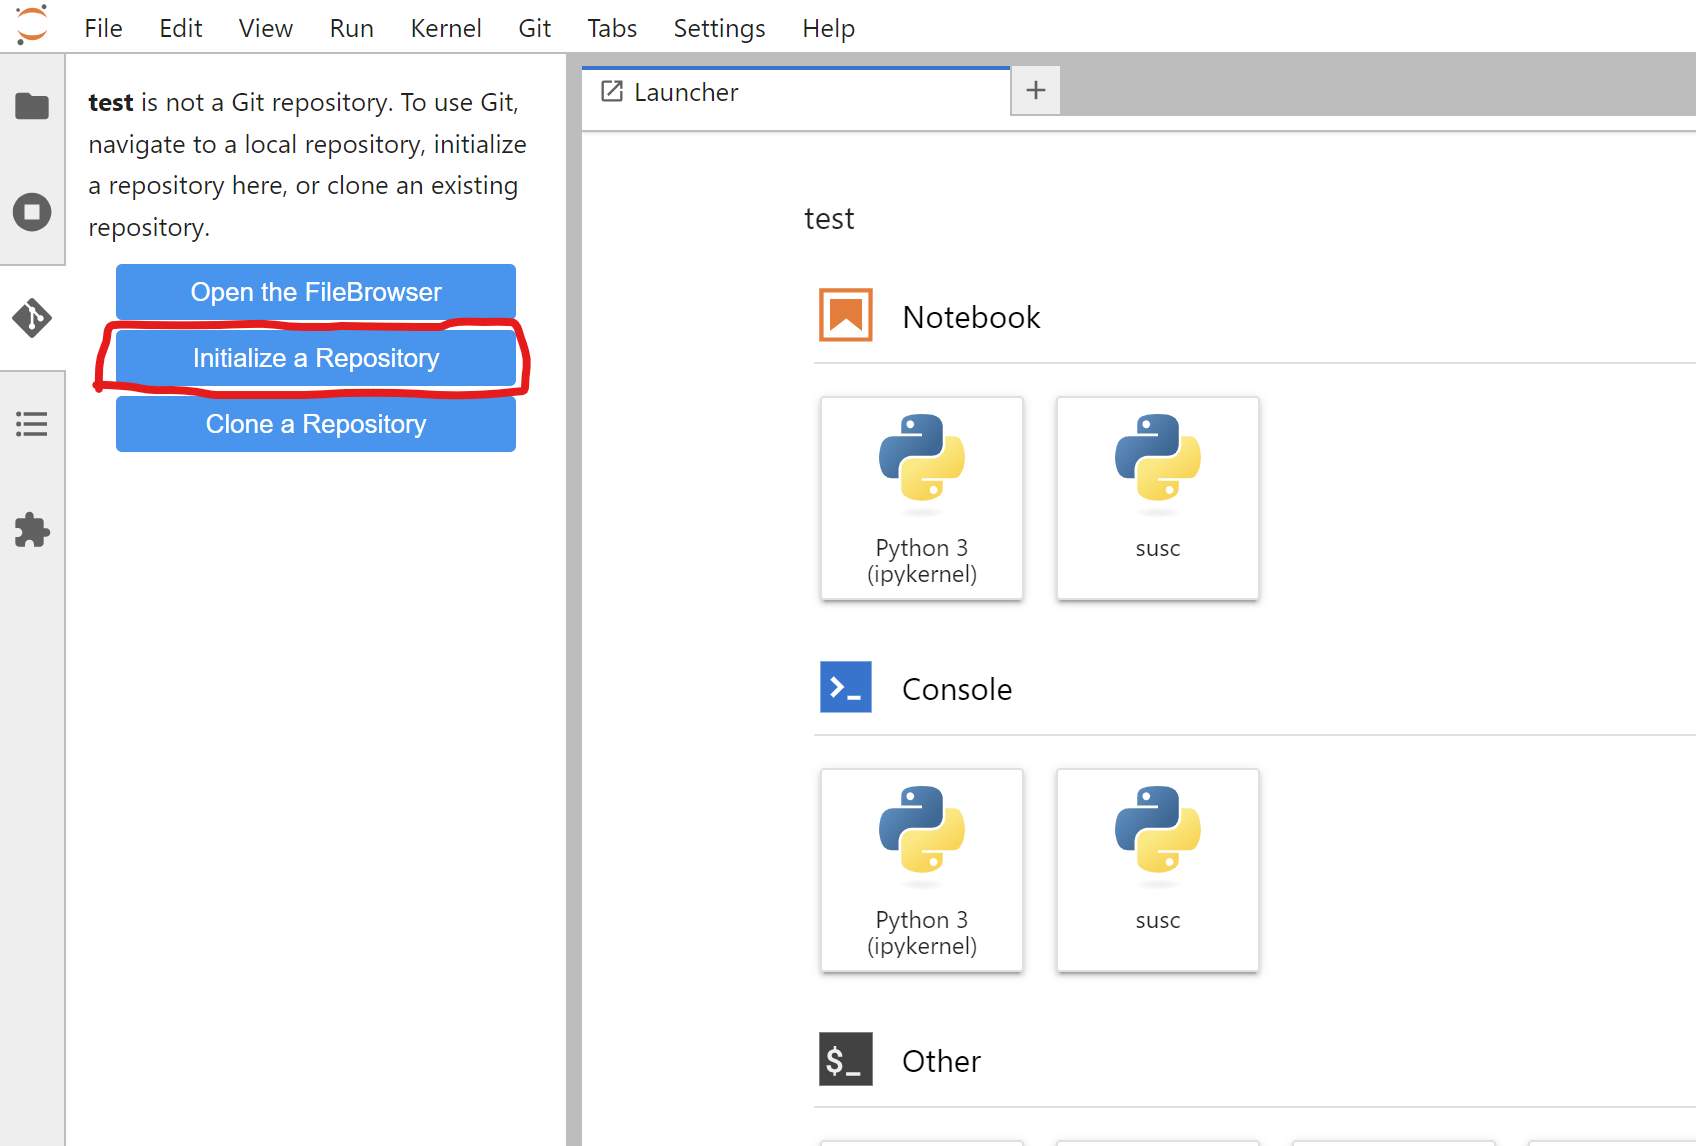 File Edit View Run Kernel Git Tabs Settings Help
test is not a Git repository. To use Git,
navigate to a local repository, initialize
a repository here, or clone an existing
repository.
Open the FileBrowser
Initialize a Repository
Clone a Repository
Launcher
test
Notebook
Python 3
(ipykernel)
susc
Console
Python 3
(ipykernel)
susc
$_ Other